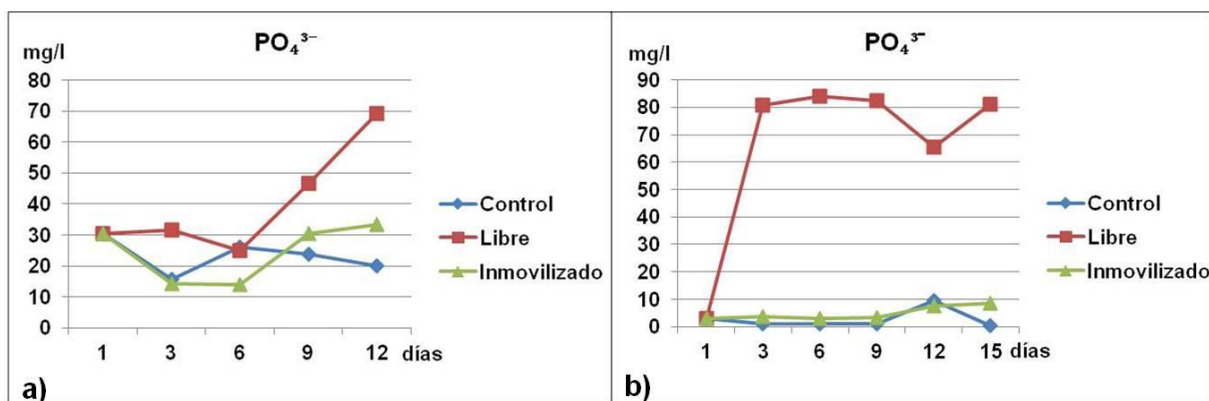 PO₄³⁻
mg/l
80
70
60
50
40
30
20
10
0
1 3 6 9 12 días
Control
Libre
Inmovilizado
a)
PO₄³⁻
mg/l
90
80
70
60
50
40
30
20
10
0
1 3 6 9 12 15 días
Control
Libre
Inmovilizado
b)